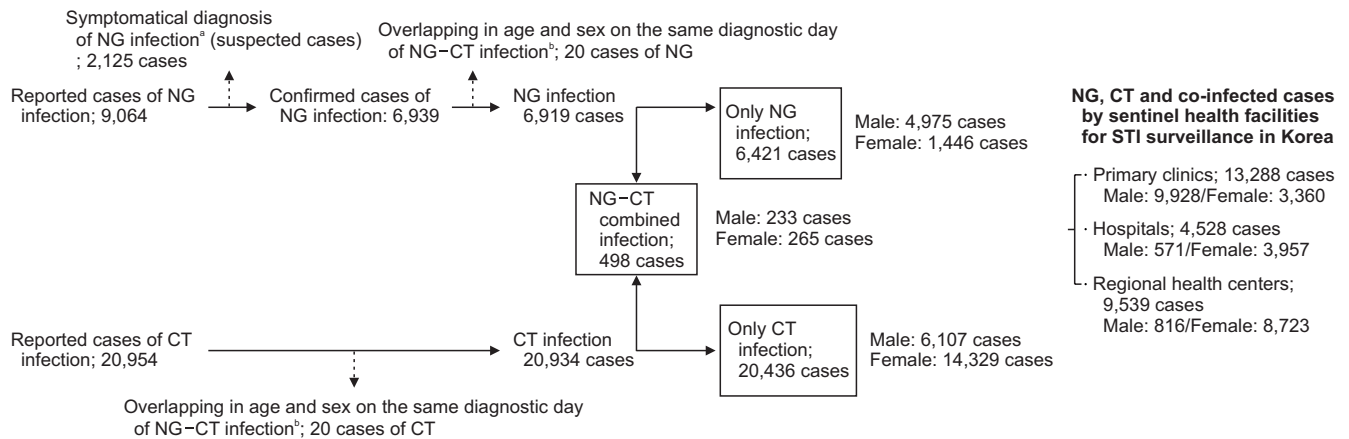 Symptomatical diagnosis
of NG infectionᵃ (suspected cases)
; 2,125 cases
Overlapping in age and sex on the same diagnostic day
of NG−CT infectionᵇ; 20 cases of NG
Reported cases of NG
infection; 9,064
Confirmed cases of
NG infection: 6,939
NG infection
6,919 cases
Only NG
infection;
6,421 cases
Male: 4,975 cases
Female: 1,446 cases
NG−CT
combined
infection;
498 cases
Male: 233 cases
Female: 265 cases
Reported cases of CT
infection; 20,954
CT infection
20,934 cases
Only CT
infection;
20,436 cases
Male: 6,107 cases
Female: 14,329 cases
Overlapping in age and sex on the same diagnostic day
of NG−CT infectionᵇ; 20 cases of CT
NG, CT and co-infected cases
by sentinel health facilities
for STI surveillance in Korea
· Primary clinics; 13,288 cases
Male: 9,928/Female: 3,360
· Hospitals; 4,528 cases
Male: 571/Female: 3,957
· Regional health centers;
9,539 cases
Male: 816/Female: 8,723